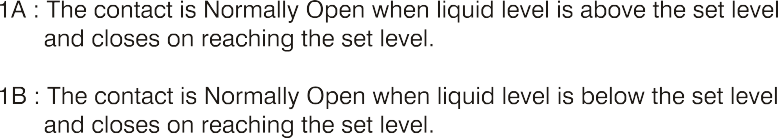 1A : The contact is Normally Open when liquid level is above the set level
and closes on reaching the set level.
1B : The contact is Normally Open when liquid level is below the set level
and closes on reaching the set level.